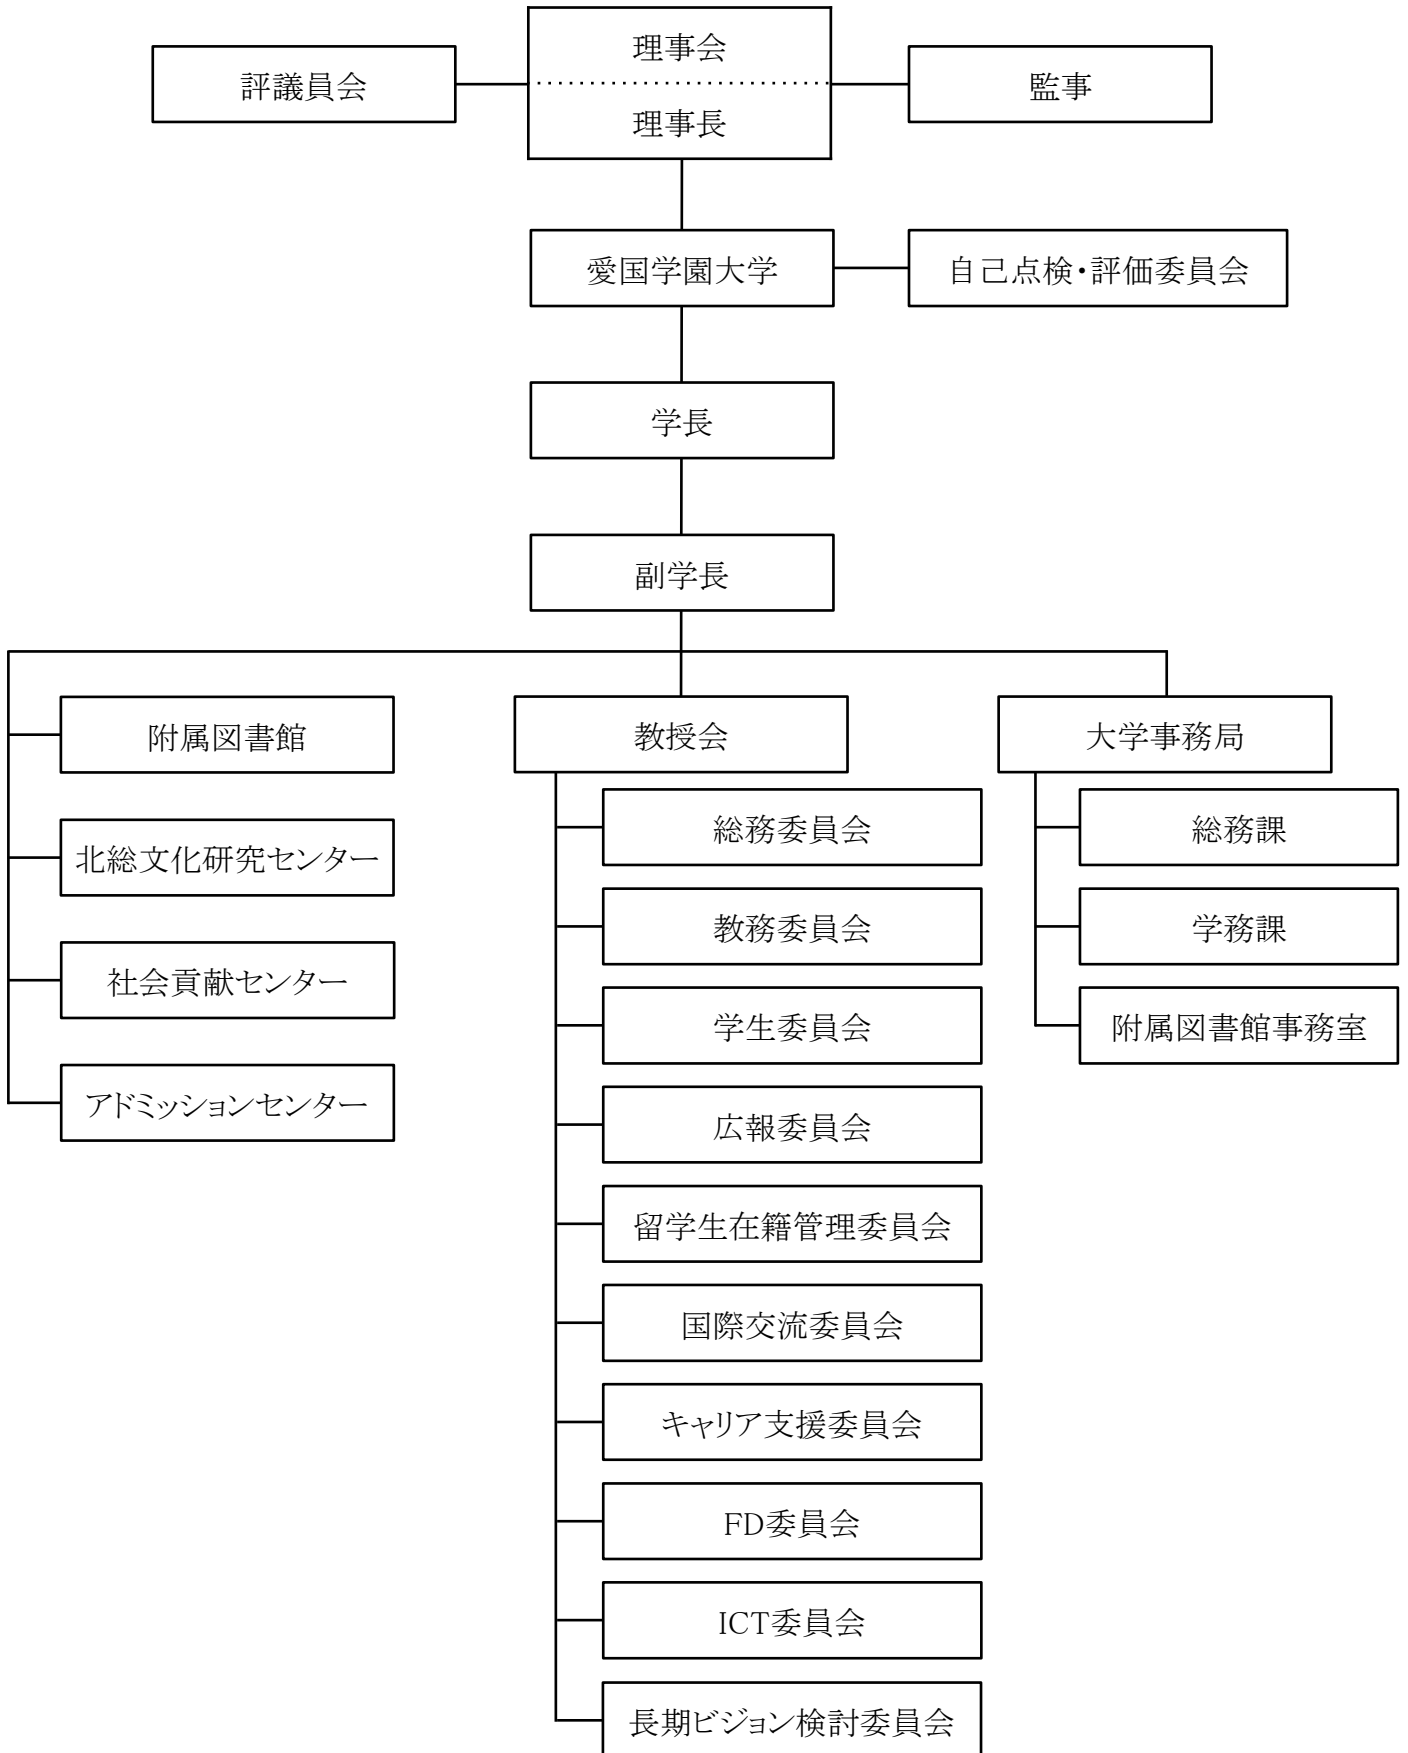 理事会
評議員会
監事
理事長
愛国学園大学
自己点検・評価委員会
学長
副学長
附属図書館
教授会
大学事務局
総務委員会
総務課
北総文化研究センター
教務委員会
学務課
社会貢献センター
学生委員会
附属図書館事務室
アドミッションセンター
広報委員会
留学生在籍管理委員会
国際交流委員会
キャリア支援委員会
FD委員会
ICT委員会
長期ビジョン検討委員会